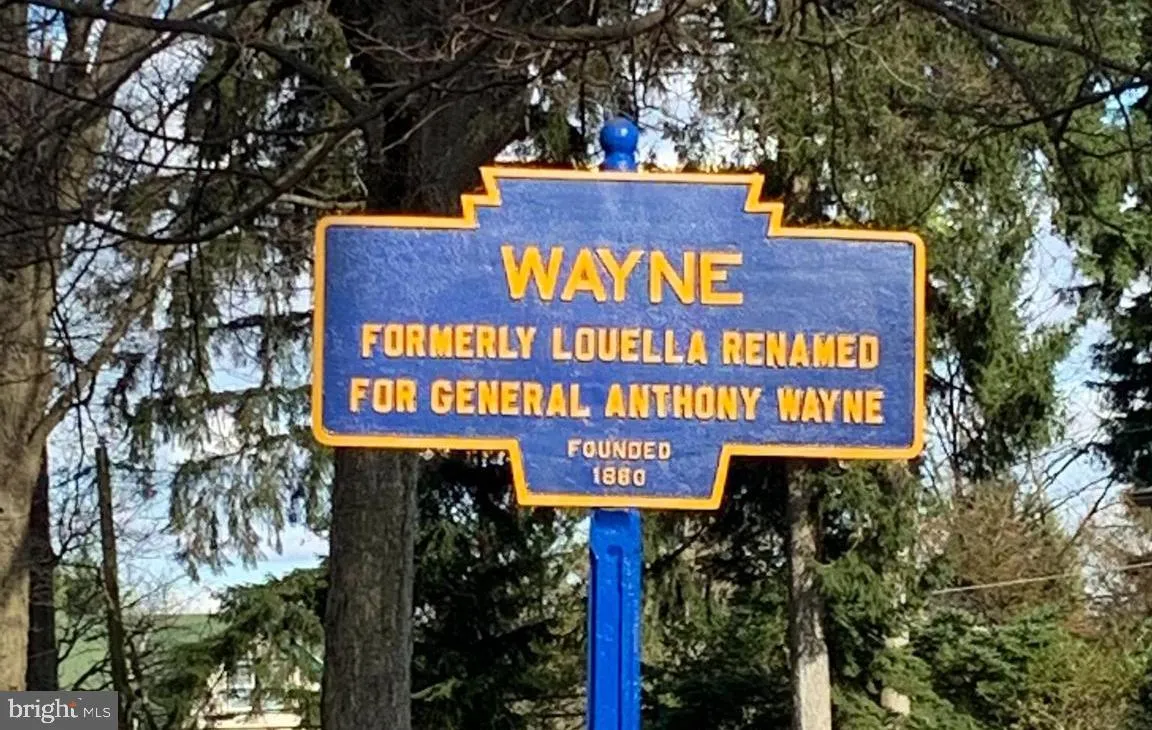 WAYNE
FORMERLY LOUELLA RENAMED
FOR GENERAL ANTHONY WAYNE
FOUNDED
1880
bright MLS